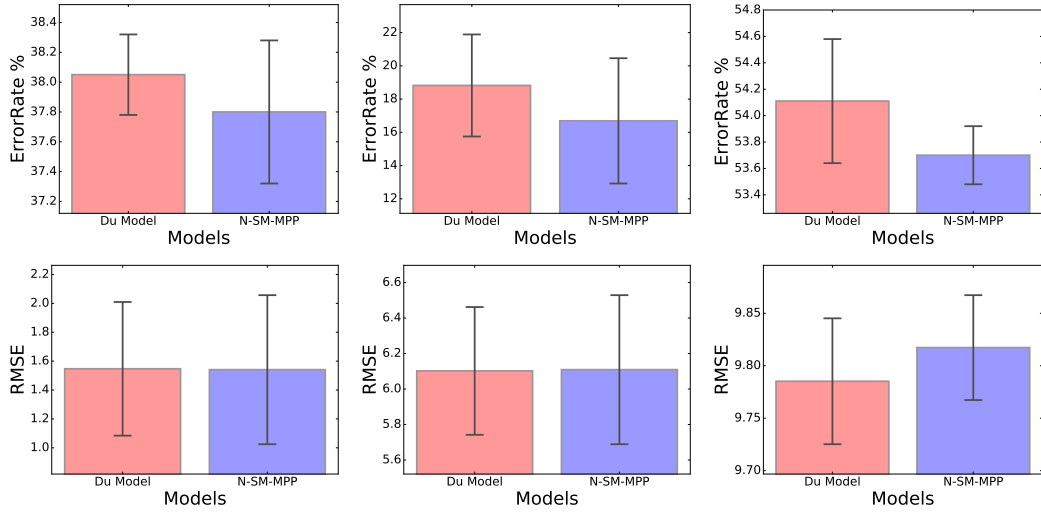 ErrorRate %
38.4
38.2
38.0
37.8
37.6
37.4
37.2
Du Model N-SM-MPP
Models
ErrorRate %
22
20
18
16
14
12
Du Model N-SM-MPP
Models
ErrorRate %
54.8
54.6
54.4
54.2
54.0
53.8
53.6
53.4
Du Model N-SM-MPP
Models
RMSE
2.2
2.0
1.8
1.6
1.4
1.2
1.0
Du Model N-SM-MPP
Models
RMSE
6.6
6.4
6.2
6.0
5.8
5.6
Du Model N-SM-MPP
Models
RMSE
9.85
9.80
9.75
9.70
Du Model N-SM-MPP
Models